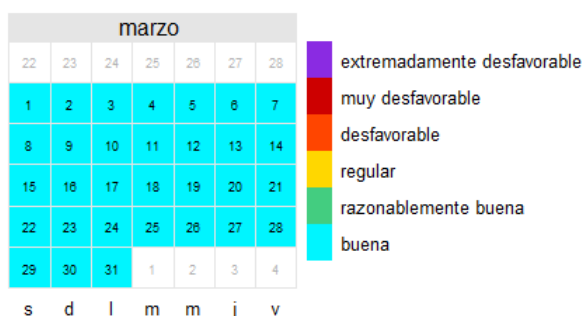 marzo
22 23 24 25 26 27 28
1 2 3 4 5 6 7
8 9 10 11 12 13 14
15 16 17 18 19 20 21
22 23 24 25 26 27 28
29 30 31 1 2 3 4
s d l m m j v
extremadamente desfavorable
muy desfavorable
desfavorable
regular
razonablemente buena
buena